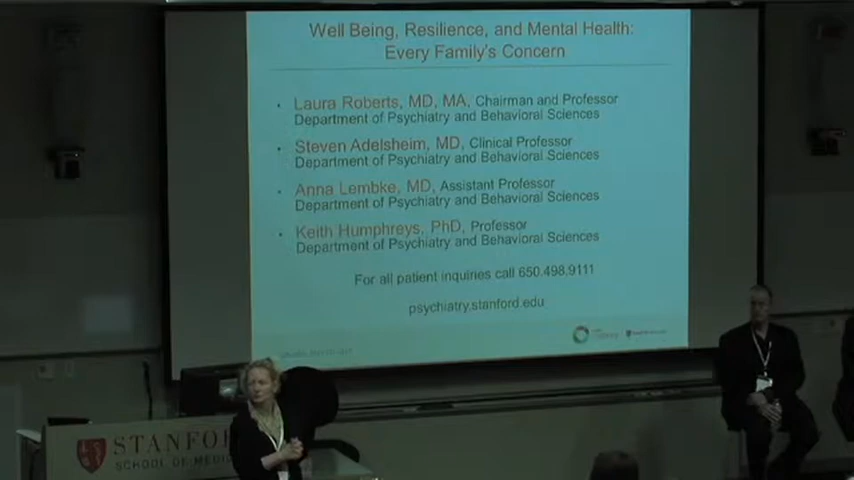 Well Being, Resilience, and Mental Health:
Every Family's Concern
• Laura Roberts, MD, MA, Chairman and Professor
Department of Psychiatry and Behavioral Sciences
• Steven Adelsheim, MD, Clinical Professor
Department of Psychiatry and Behavioral Sciences
• Anna Lembke, MD, Assistant Professor
Department of Psychiatry and Behavioral Sciences
• Keith Humphreys, PhD, Professor
Department of Psychiatry and Behavioral Sciences
For all patient inquiries call 650.498.9111
psychiatry.stanford.edu
STANFOR
SCHOOL OF MEDIC